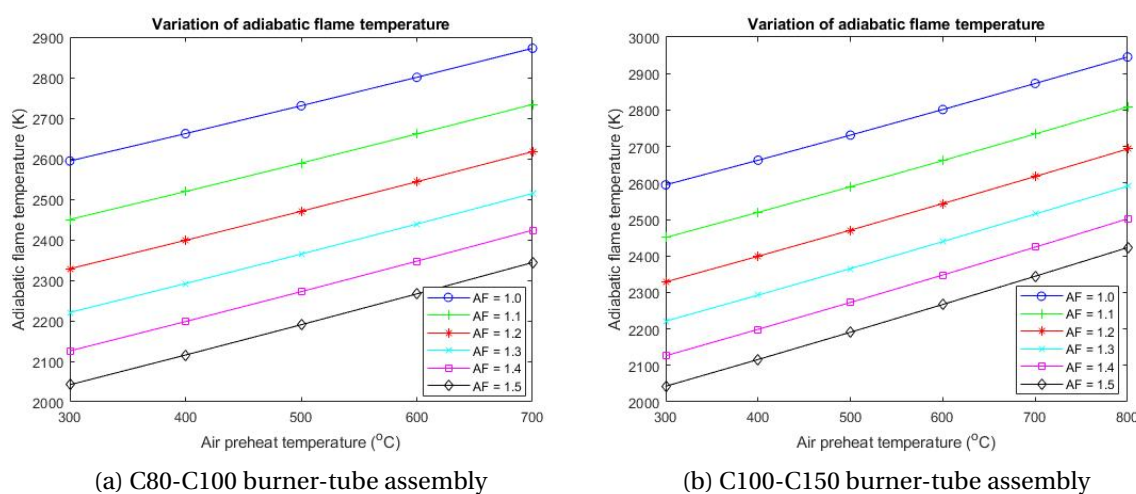 Variation of adiabatic flame temperature
2900
2800
2700
2600
2500
2400
2300
2200
2100
2000
Adiabatic flame temperature (K)
AF = 1.0
AF = 1.1
AF = 1.2
AF = 1.3
AF = 1.4
AF = 1.5
300
400
500
600
700
Air preheat temperature (°C)
(a) C80-C100 burner-tube assembly
Variation of adiabatic flame temperature
3000
2900
2800
2700
2600
2500
2400
2300
2200
2100
2000
Adiabatic flame temperature (K)
AF = 1.0
AF = 1.1
AF = 1.2
AF = 1.3
AF = 1.4
AF = 1.5
300
400
500
600
700
800
Air preheat temperature (°C)
(b) C100-C150 burner-tube assembly